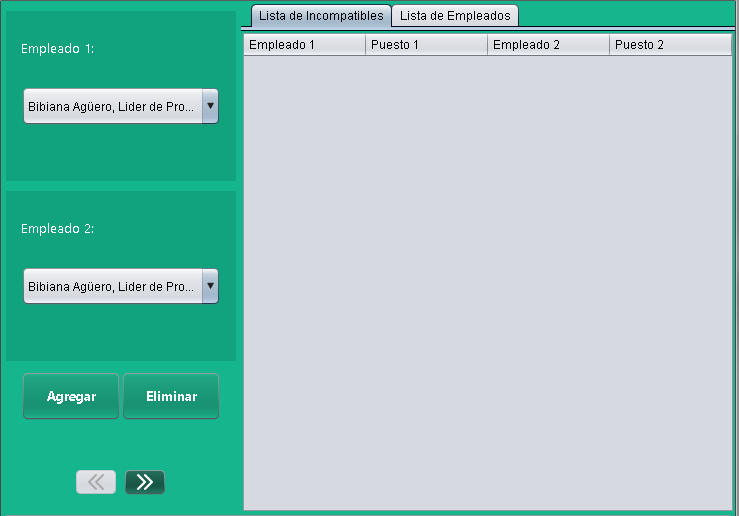 Lista de Incompatibles
Lista de Empleados
Empleado 1:
Bibiana Agüero, Lider de Pro...
Empleado 2:
Bibiana Agüero, Lider de Pro...
Agregar
Eliminar
Empleado 1
Puesto 1
Empleado 2
Puesto 2